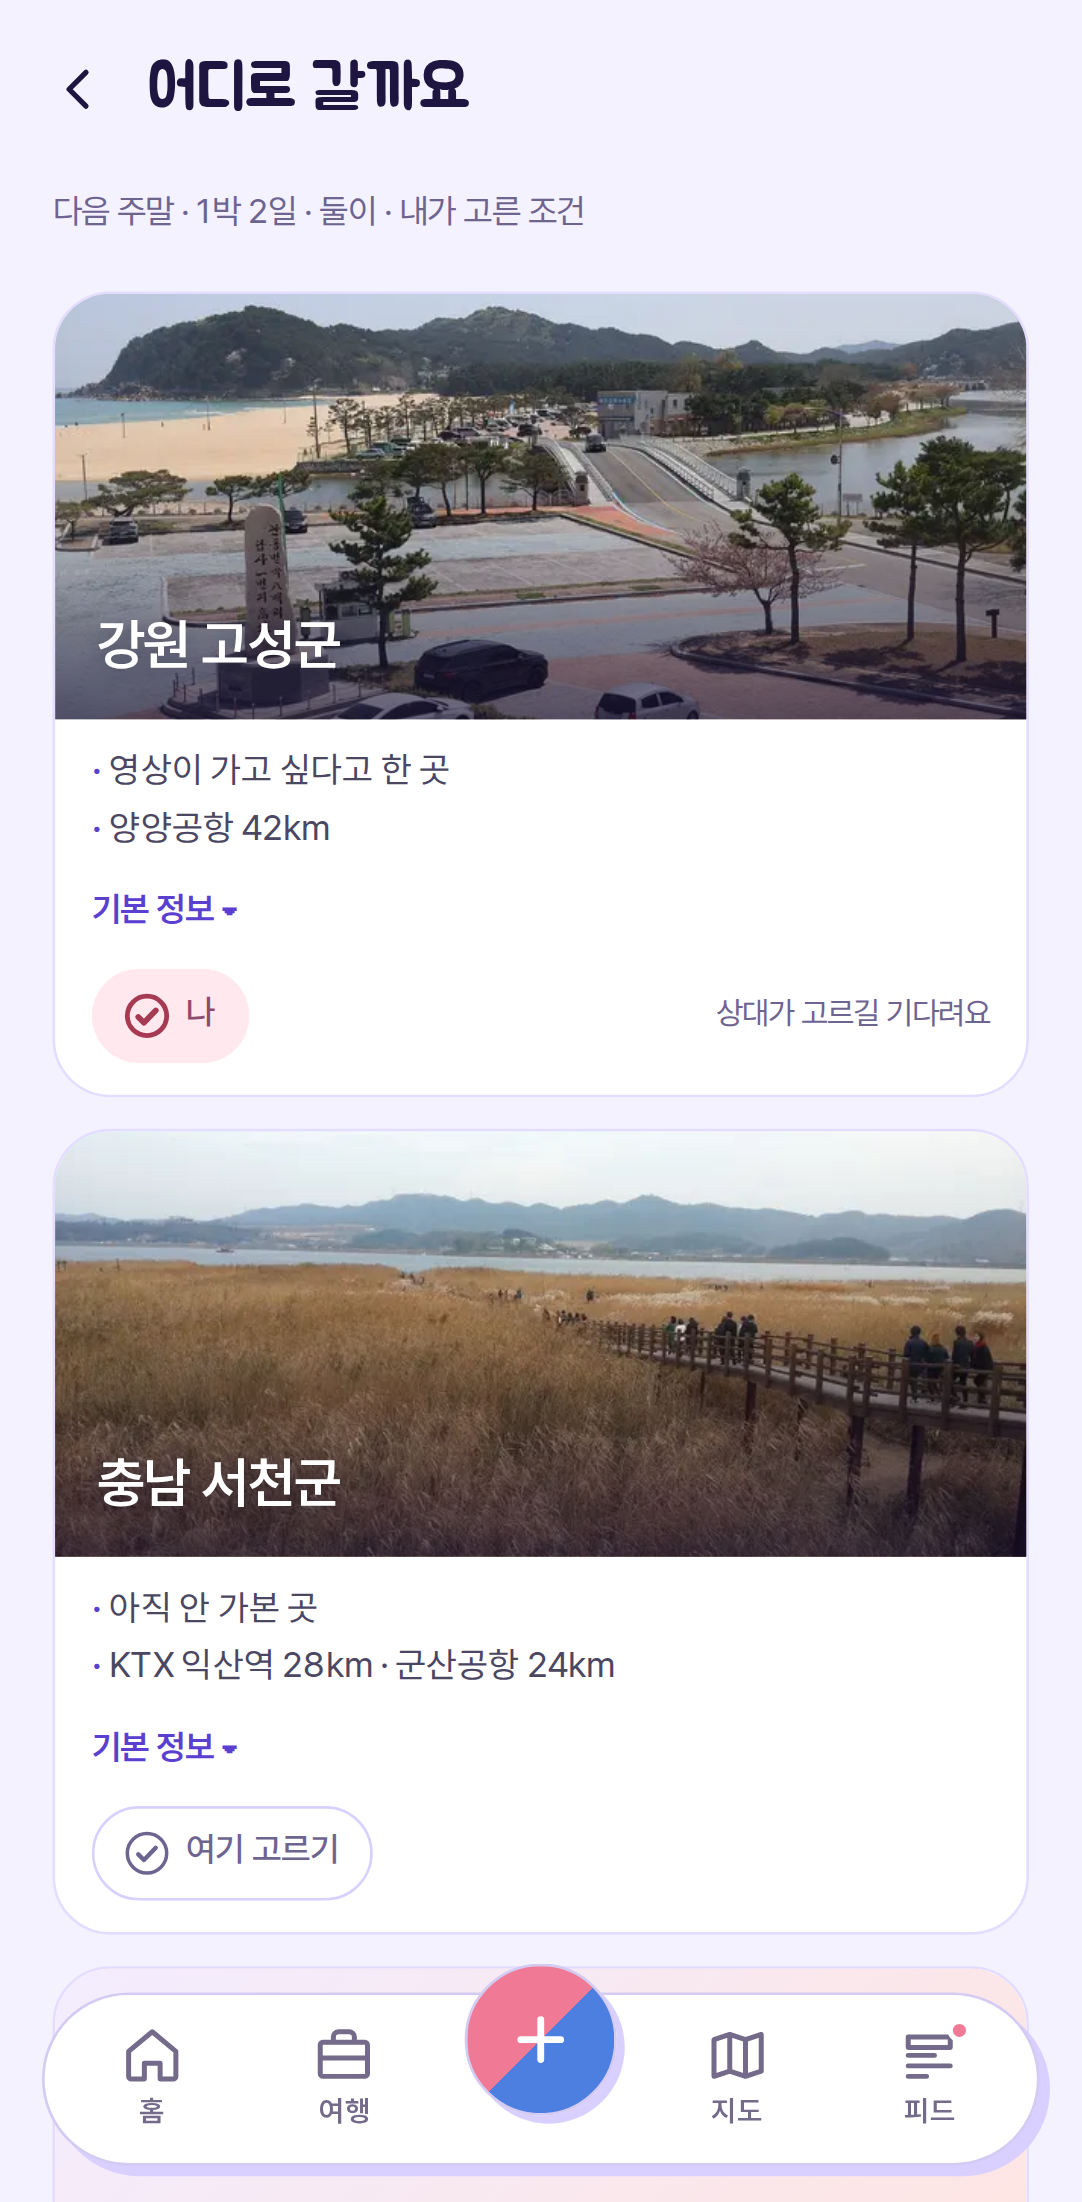 어디로 갈까요
다음 주말 · 1박 2일 · 둘이 · 내가 고른 조건
강원 고성군
· 영상이 가고 싶다고 한 곳
· 양양공항 42km
기본 정보
나
상대가 고르길 기다려요
충남 서천군
· 아직 안 가본 곳
· KTX 익산역 28km · 군산공항 24km
기본 정보
여기 고르기
홈
여행
지도
피드